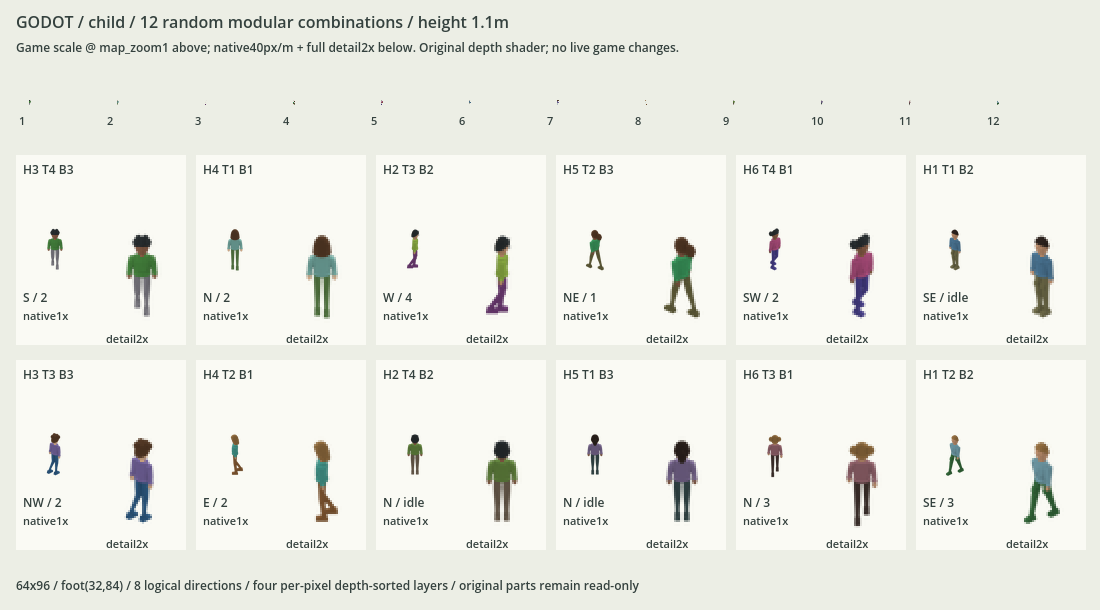 GODOT / child / 12 random modular combinations / height 1.1m
Game scale @ map_zoom1 above; native40px/m + full detail2x below. Original depth shader; no live game changes.
1 2 3 4 5 6 7 8 9 10 11 12
H3 T4 B3 H4 T1 B1 H2 T3 B2 H5 T2 B3 H6 T4 B1 H1 T1 B2
S / 2 N / 2 W / 4 NE / 1 SW / 2 SE / idle
native1x native1x native1x native1x native1x native1x
detail2x detail2x detail2x detail2x detail2x detail2x
H3 T3 B3 H4 T2 B1 H2 T4 B2 H5 T1 B3 H6 T3 B1 H1 T2 B2
NW / 2 E / 2 N / idle N / idle N / 3 SE / 3
native1x native1x native1x native1x native1x native1x
detail2x detail2x detail2x detail2x detail2x detail2x
64x96 / foot(32,84) / 8 logical directions / four per-pixel depth-sorted layers / original parts remain read-only